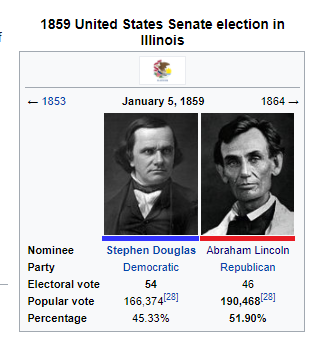 f
1859 United States Senate election in
Illinois
← 1853 January 5, 1859 1864 →
Nominee Stephen Douglas Abraham Lincoln
Party Democratic Republican
Electoral vote 54 46
Popular vote 166,374[28] 190,468[28]
Percentage 45.33% 51.90%